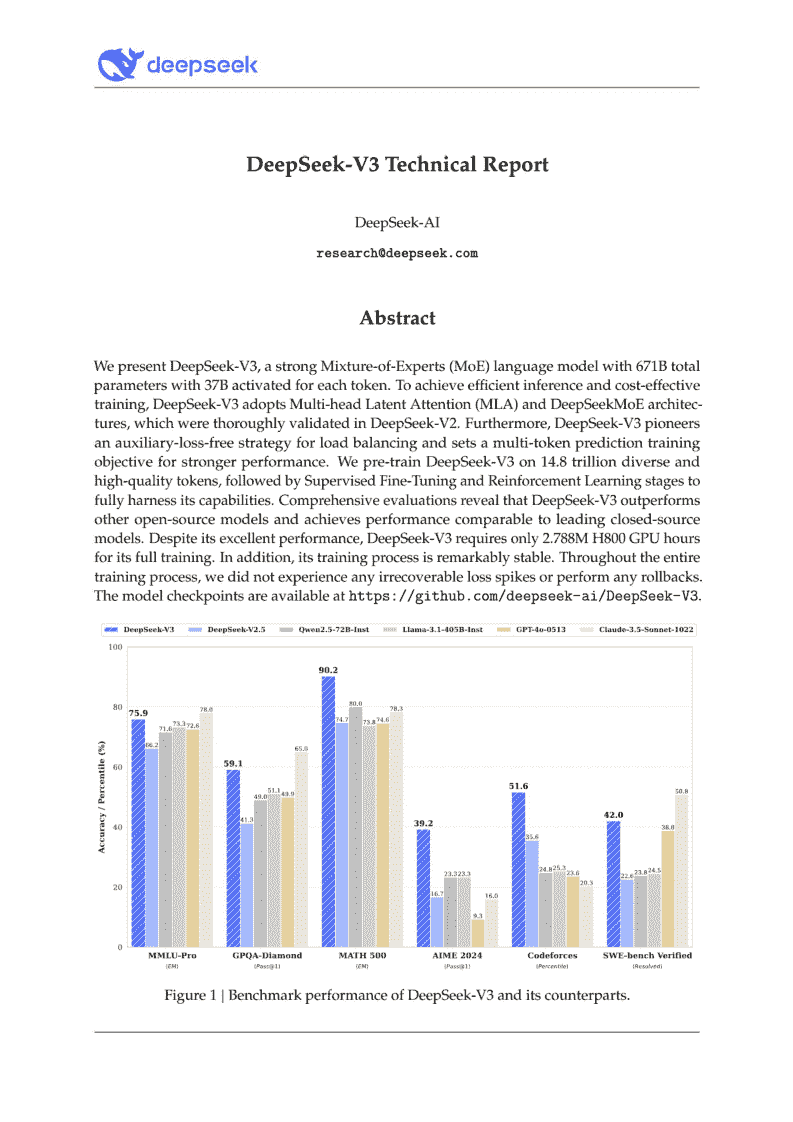 deepseek
DeepSeek-V3 Technical Report
DeepSeek-AI
research@deepseek.com
Abstract
We present DeepSeek-V3, a strong Mixture-of-Experts (MoE) language model with 671B total
parameters with 37B activated for each token. To achieve efficient inference and cost-effective
training, DeepSeek-V3 adopts Multi-head Latent Attention (MLA) and DeepSeekMoE architec-
tures, which were thoroughly validated in DeepSeek-V2. Furthermore, DeepSeek-V3 pioneers
an auxiliary-loss-free strategy for load balancing and sets a multi-token prediction training
objective for stronger performance. We pre-train DeepSeek-V3 on 14.8 trillion diverse and
high-quality tokens, followed by Supervised Fine-Tuning and Reinforcement Learning stages to
fully harness its capabilities. Comprehensive evaluations reveal that DeepSeek-V3 outperforms
other open-source models and achieves performance comparable to leading closed-source
models. Despite its excellent performance, DeepSeek-V3 requires only 2.788M H800 GPU hours
for its full training. In addition, its training process is remarkably stable. Throughout the entire
training process, we did not experience any irrecoverable loss spikes or perform any rollbacks.
The model checkpoints are available at https://github.com/deepseek-ai/DeepSeek-V3.
DeepSeek-V3 DeepSeek-V2.5 Qwen2.5-72B-Inst Llama-3.1-405B-Inst GPT-4o-0513 Claude-3.5-Sonnet-1022
Accuracy / Percentile (%)
100
80
60
40
20
0
75.9 66.2 71.6 73.3 72.6 78.0
59.1 41.3 49.0 51.1 49.9 65.0
90.2 74.7 80.0 73.8 74.6 78.3
39.2 16.7 23.3 23.3 9.3 16.0
51.6 35.6 24.8 25.3 23.6 20.3
42.0 22.6 23.8 24.5 38.8 50.8
MMLU-Pro GPQA-Diamond MATH 500 AIME 2024 Codeforces SWE-bench Verified
(EM) (Pass@1) (EM) (Pass@1) (Percentile) (Resolved)
Figure 1 | Benchmark performance of DeepSeek-V3 and its counterparts.